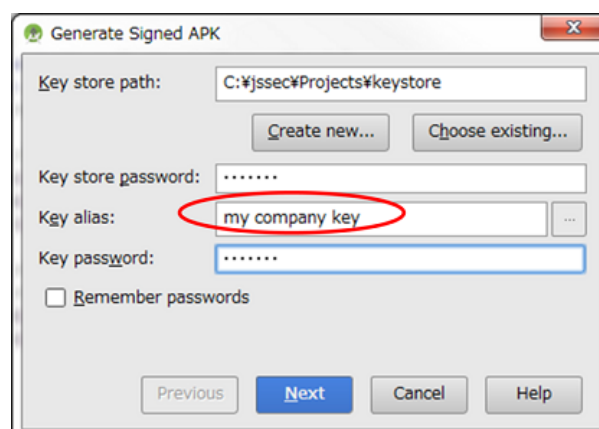 Generate Signed APK
Key store path: C:¥jssec¥Projects¥keystore
Create new... Choose existing...
Key store password: •••••••
Key alias: my company key ...
Key password: •••••••
Remember passwords
Previous Next Cancel Help